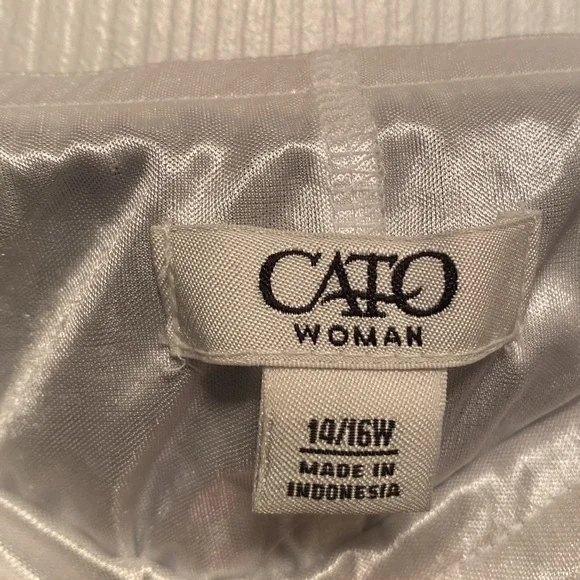 CATO
WOMAN
14/16W
MADE IN
INDONESIA